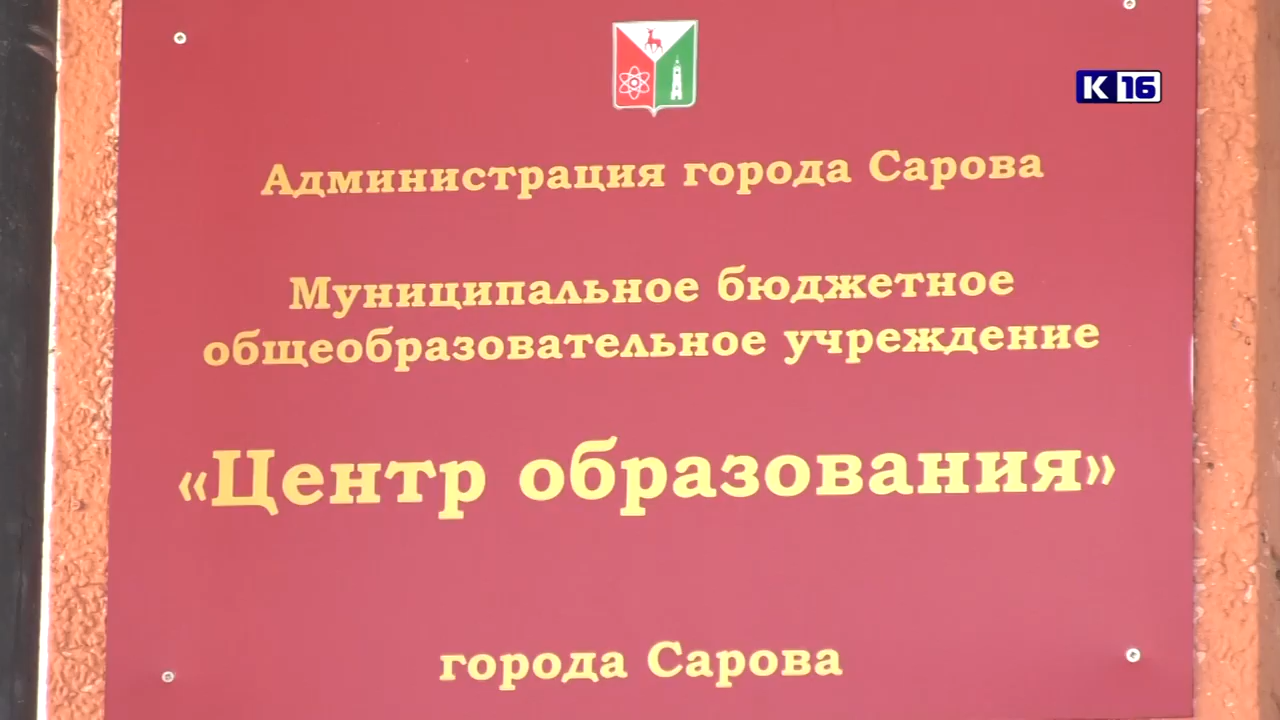 К 16
Администрация города Сарова
Муниципальное бюджетное
общеобразовательное учреждение
«Центр образования»
города Сарова